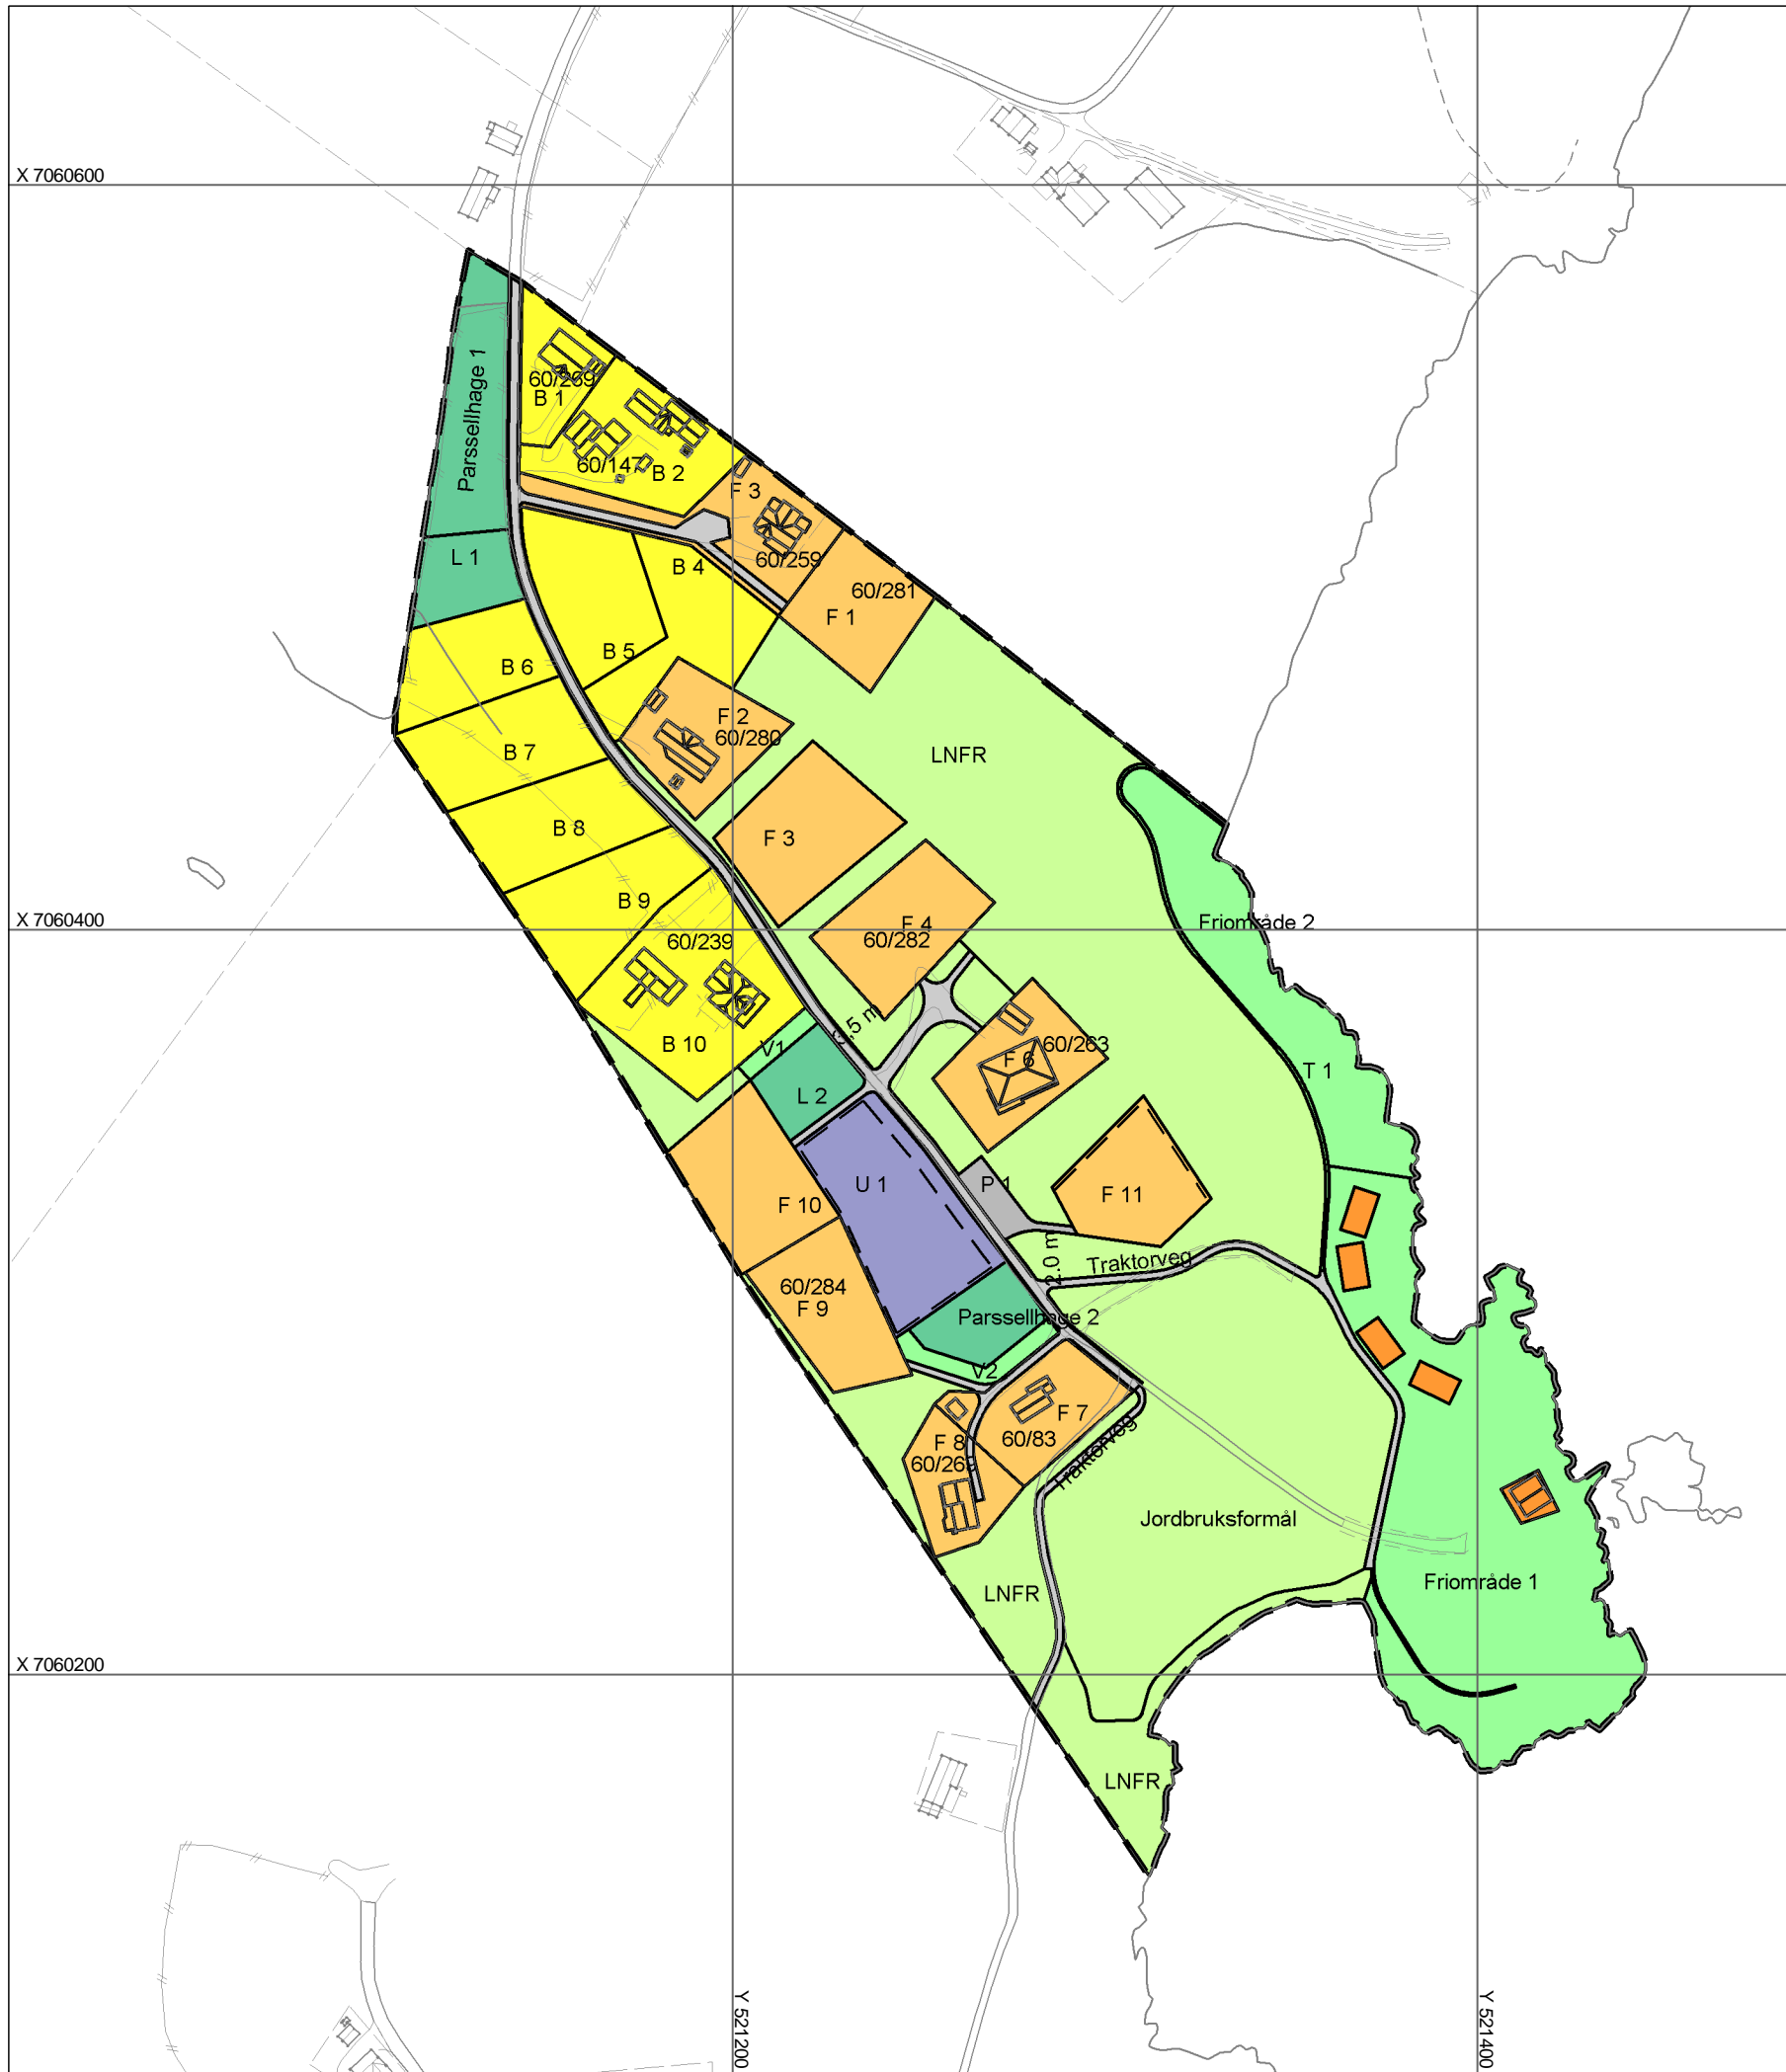 X 7060600
Parssellhage 1
60/269
B 1
60/147
B 2
F 3
60/259
L 1
B 4
60/281
F 1
B 5
B 6
F 2
60/280
B 7
LNFR
B 8
F 3
B 9
F 4
X 7060400
60/282
60/239
Friområde 2
B 10
V1
2,5 m
60/263
F 6
T 1
L 2
U 1
P 1
F 11
F 10
2.0 m
Traktorveg
60/284
F 9
Parssellhage 2
V2
F 7
60/83
Traktorveg
F 8
Jordbruksformål
Friområde 1
LNFR
X 7060200
LNFR
Y 521200
Y 521400